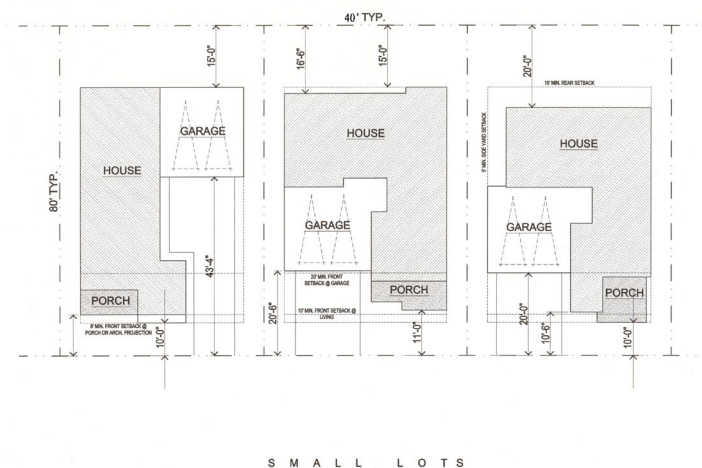 40' TYP.
15'-0"
16'-6"
15'-0"
20'-0"
15' MIN. REAR SETBACK
GARAGE
HOUSE
HOUSE
HOUSE
5' MIN. SIDE YARD SETBACK
80' TYP.
GARAGE
GARAGE
43'-4"
20' MIN. FRONT
SETBACK @ GARAGE
PORCH
PORCH
PORCH
10' MIN. FRONT SETBACK @
LIVING
8' MIN. FRONT SETBACK @
PORCH OR ARCH. PROJECTION
10'-0"
20'-6"
11'-0"
20'-0"
10'-6"
10'-0"
SMALL LOTS